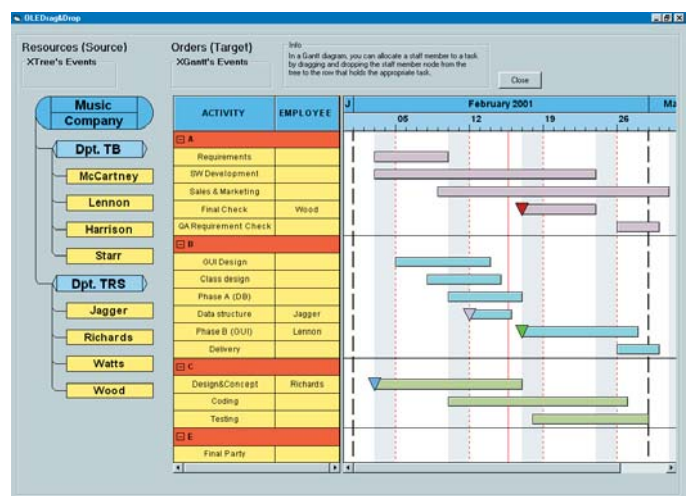 OLEDrag&Drop
Resources (Source)
XTree's Events
Orders (Target)
XGantt's Events
Info
In a Gantt diagram, you can allocate a staff member to a task
by dragging and dropping the staff member node from the
tree to the row that holds the appropriate task.
Close
Music
Company
Dpt. TB
McCartney
Lennon
Harrison
Starr
Dpt. TRS
Jagger
Richards
Watts
Wood
ACTIVITY EMPLOYEE
J February 2001 Ma
05 12 19 26
A
Requirements
SW Development
Sales & Marketing
Final Check Wood
QA Requirement Check
B
GUI Design
Class design
Phase A (DB)
Data structure Jagger
Phase B (GUI) Lennon
Delivery
C
Design&Concept Richards
Coding
Testing
E
Final Party